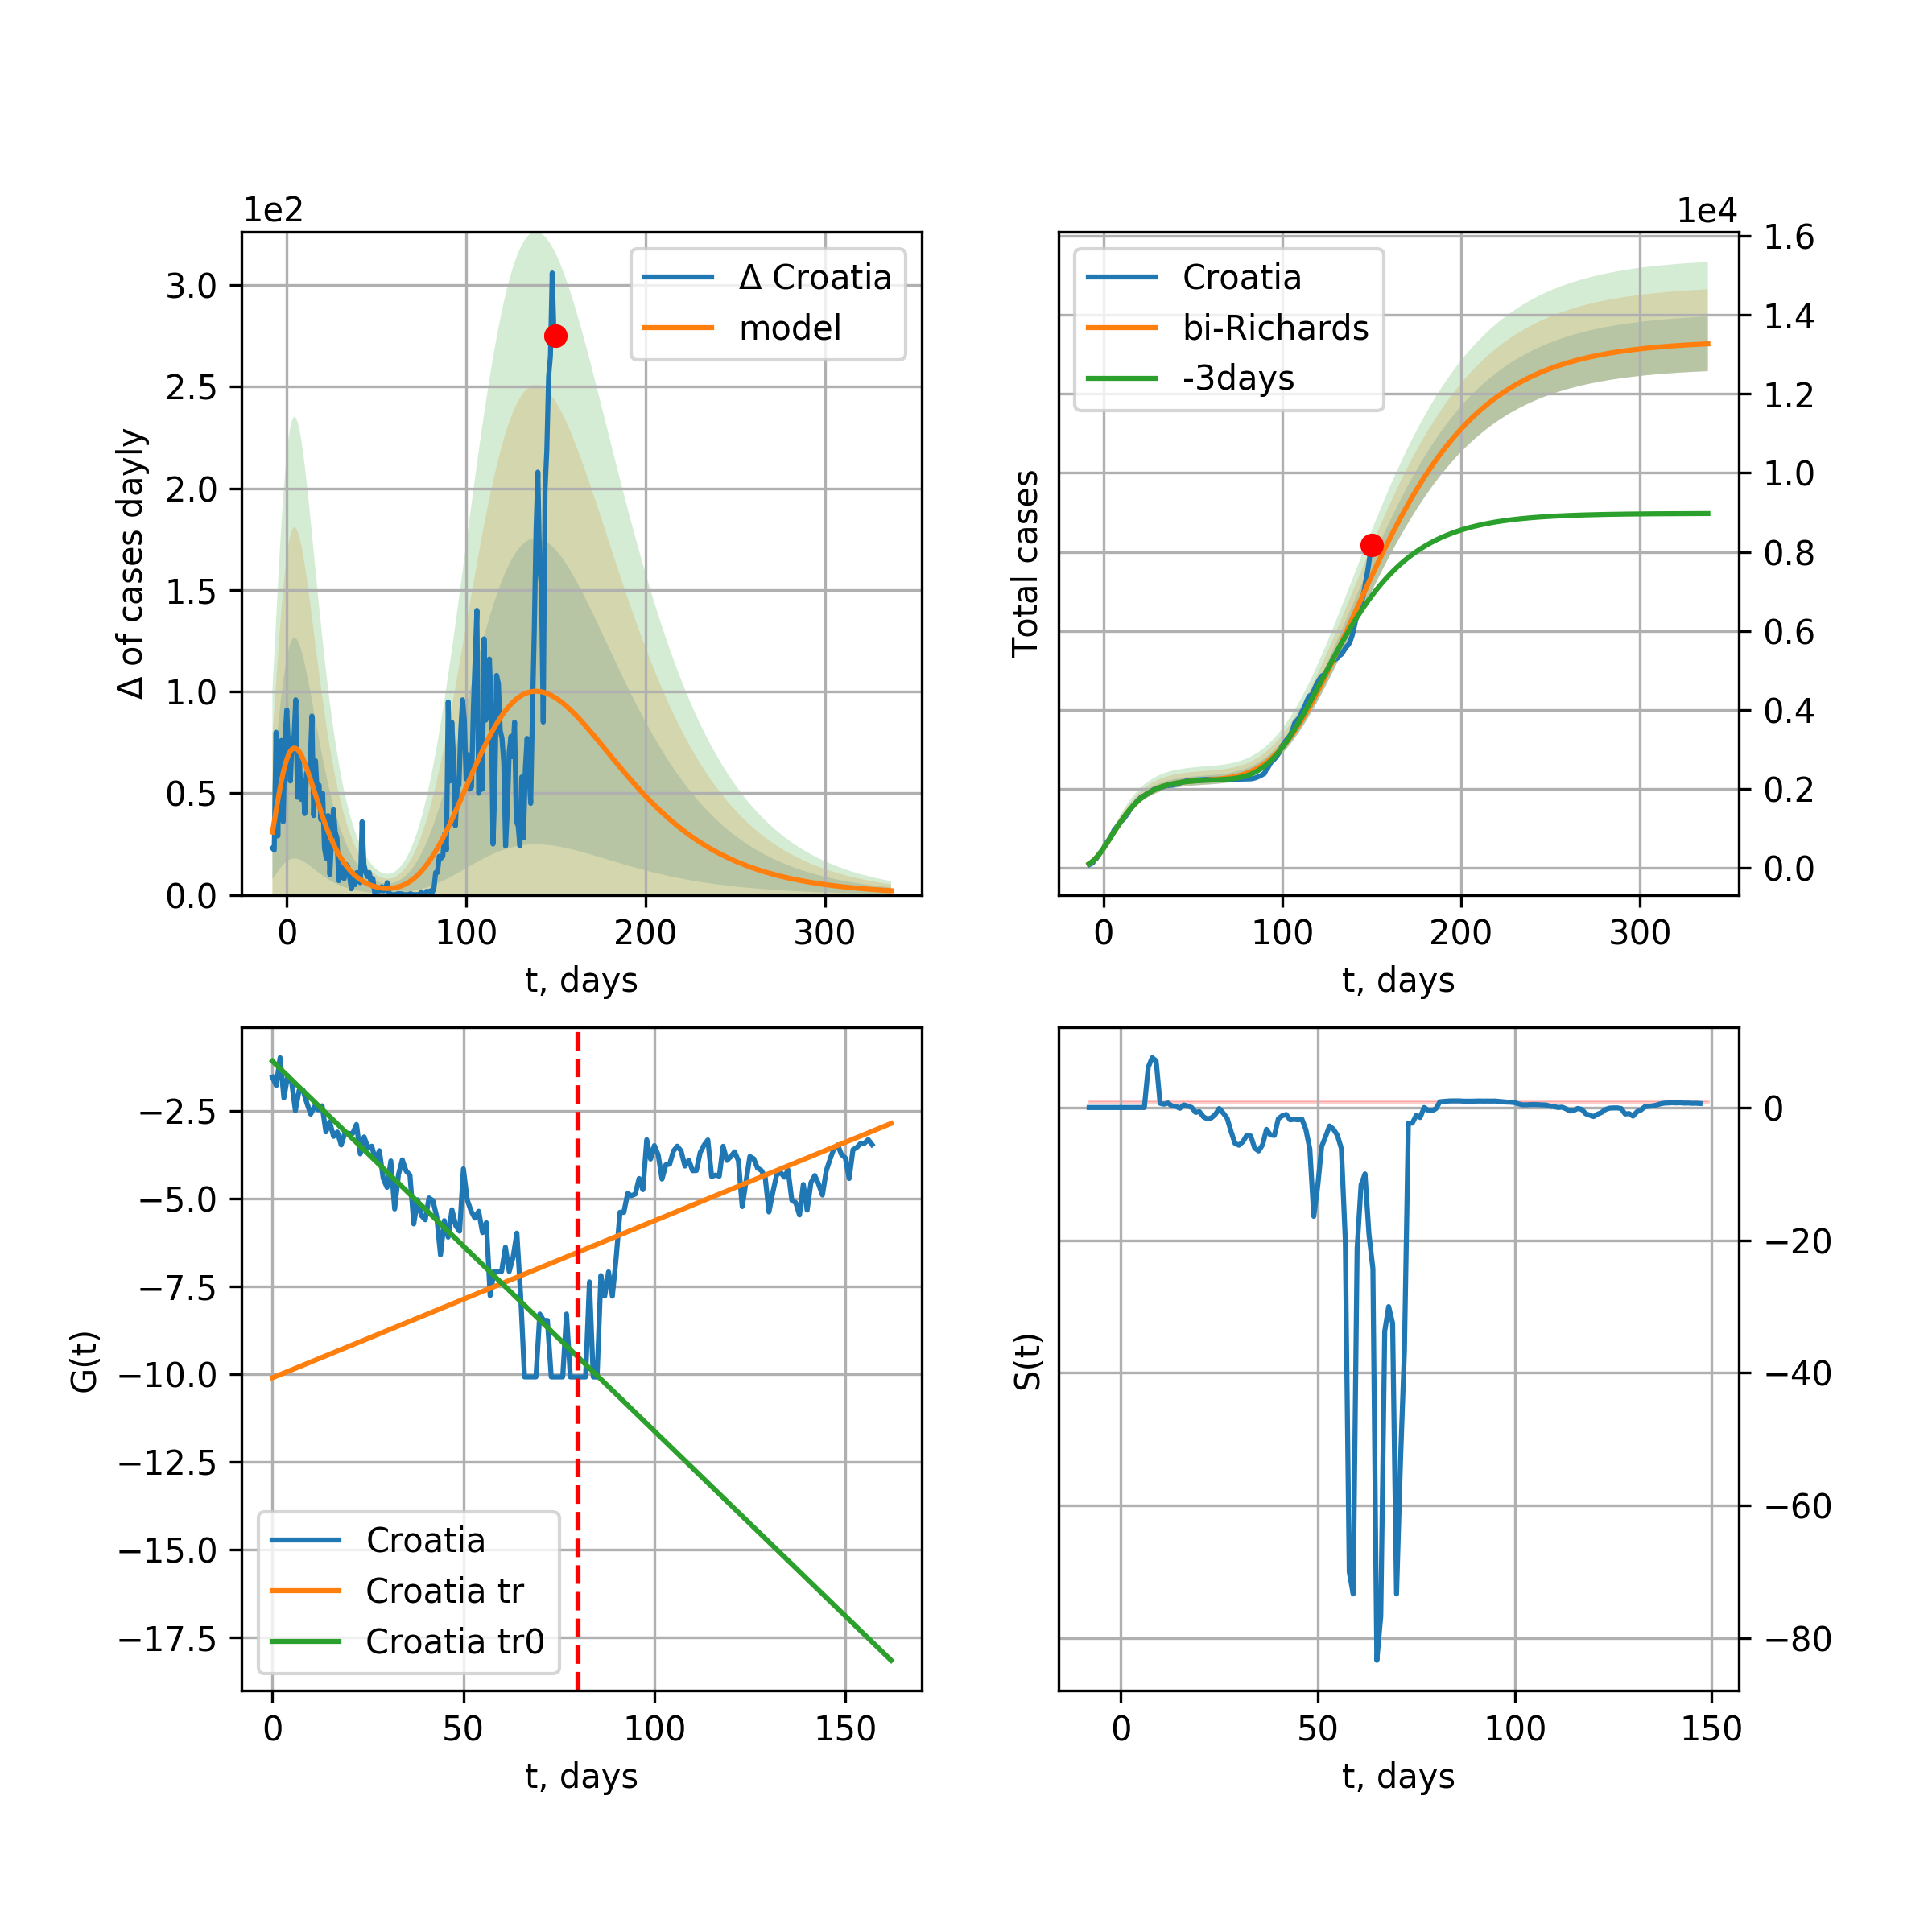 1e2
3.0
2.5
2.0
1.5
1.0
0.5
0.0
Δ of cases dayly
Δ Croatia
model
0 100 200 300
t, days
1e4
1.6
1.4
1.2
1.0
0.8
0.6
0.4
0.2
0.0
Total cases
Croatia
bi-Richards
-3days
0 100 200 300
t, days
−2.5
−5.0
−7.5
−10.0
−12.5
−15.0
−17.5
G(t)
Croatia
Croatia tr
Croatia tr0
0 50 100 150
t, days
0
−20
−40
−60
−80
S(t)
0 50 100 150
t, days